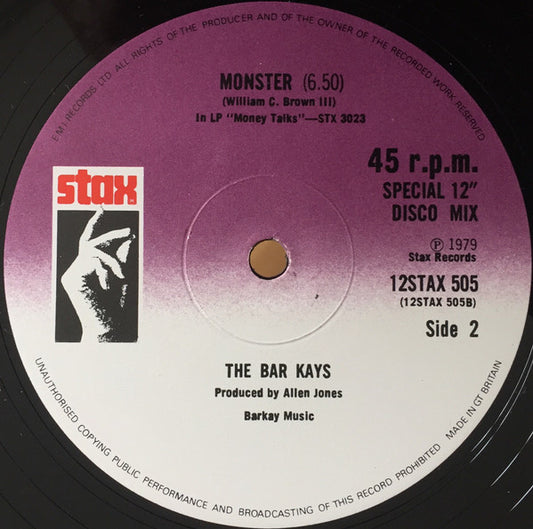 E.M.I RECORDS LTD ALL RIGHTS OF THE PRODUCER AND OF THE OWNER OF THE RECORDED WORK RESERVED
MONSTER (6.50)
(William C. Brown III)
In LP "Money Talks"—STX 3023
stax
45 r.p.m.
SPECIAL 12"
DISCO MIX
Ⓟ 1979
Stax Records
12STAX 505
(12STAX 505B)
Side 2
THE BAR KAYS
Produced by Allen Jones
Barkay Music
UNAUTHORISED COPYING PUBLIC PERFORMANCE AND BROADCASTING OF THIS RECORD PROHIBITED MADE IN GT BRITAIN